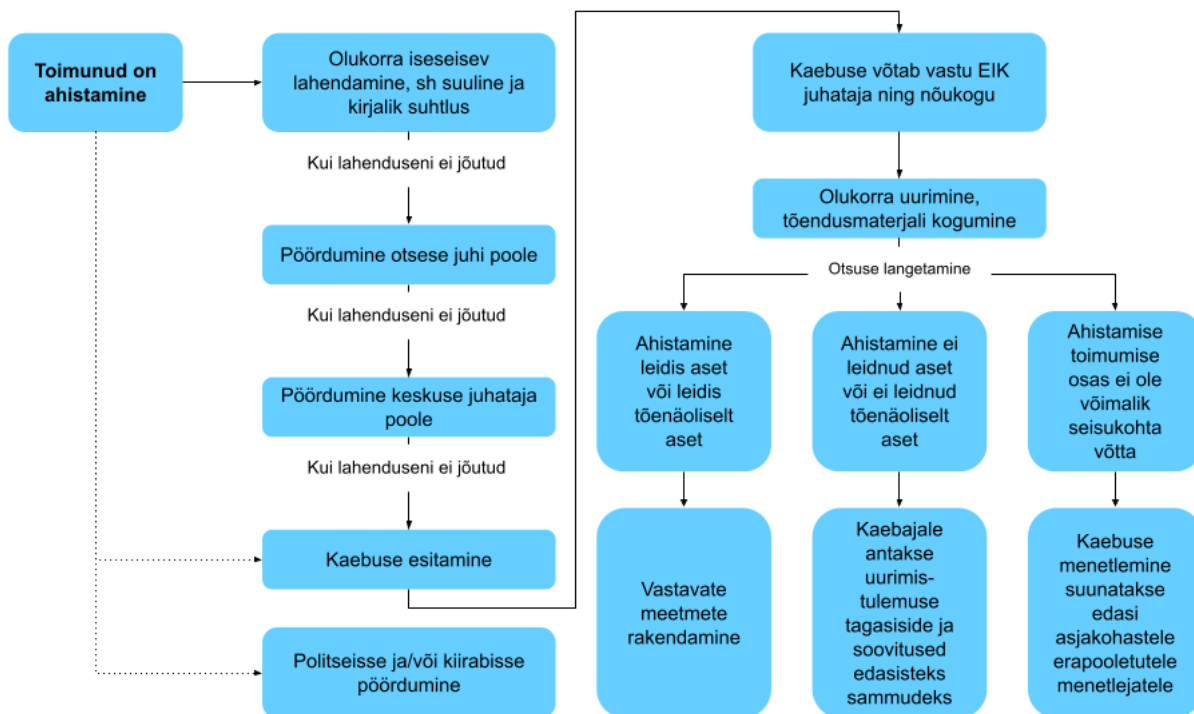 Toimunud on
ahistamine
Olukorra iseseisev
lahendamine, sh suuline ja
kirjalik suhtlus
Kui lahenduseni ei jõutud
Pöördumine otsese juhi poole
Kui lahenduseni ei jõutud
Pöördumine keskuse juhataja
poole
Kui lahenduseni ei jõutud
Kaebuse esitamine
Politseisse ja/või kiirabisse
pöördumine
Kaebuse võtab vastu EIK
juhataja ning nõukogu
Olukorra uurimine,
tõendusmaterjali kogumine
Otsuse langetamine
Ahistamine
leidis aset
või leidis
tõenäoliselt
aset
Vastavate
meetmete
rakendamine
Ahistamine ei
leidnud aset
või ei leidnud
tõenäoliselt
aset
Kaebajale
antakse
uurimis-
tulemuse
tagasiside ja
soovitused
edasisteks
sammudeks
Ahistamise
toimumise
osas ei ole
võimalik
seisukohta
võtta
Kaebuse
menetlemine
suunatakse
edasi
asjakohastele
erapooletutele
menetlejatele